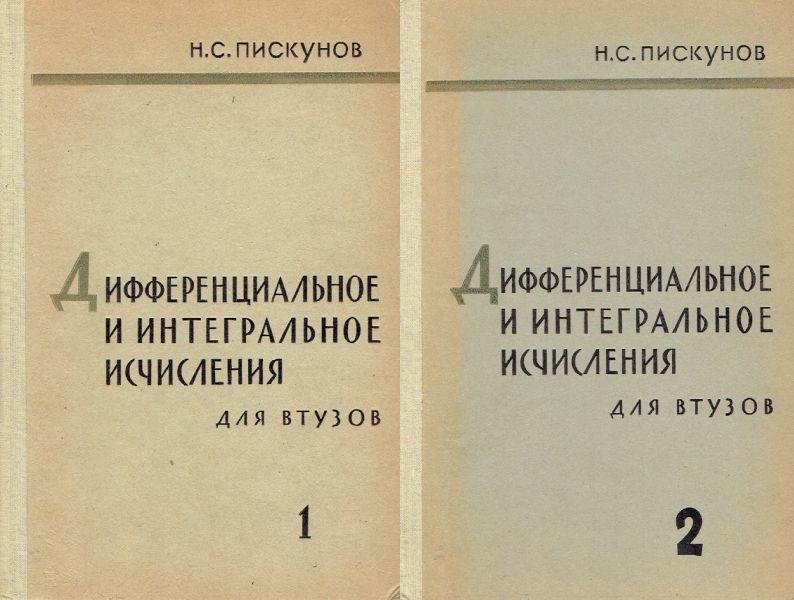 Н.С.ПИСКУНОВ
ДИФФЕРЕНЦИАЛЬНОЕ
И ИНТЕГРАЛЬНОЕ
ИСЧИСЛЕНИЯ
ДЛЯ ВТУЗОВ
1
Н.С.ПИСКУНОВ
ДИФФЕРЕНЦИАЛЬНОЕ
И ИНТЕГРАЛЬНОЕ
ИСЧИСЛЕНИЯ
ДЛЯ ВТУЗОВ
2